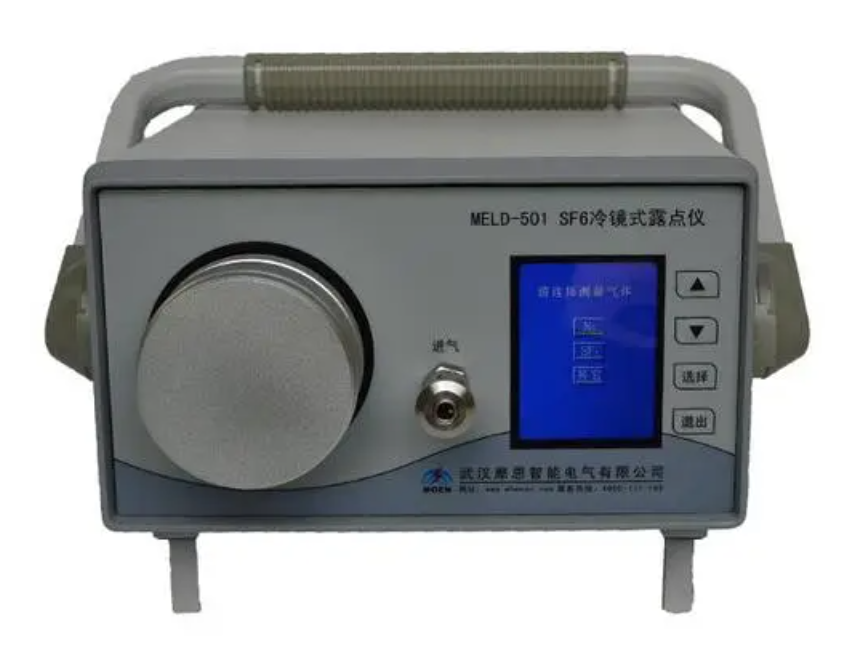 MELD-501 SF6冷镜式露点仪
请选择测量气体
N₂
SF₆
进气
选择
退出
MOEN
武汉摩恩智能电气有限公司